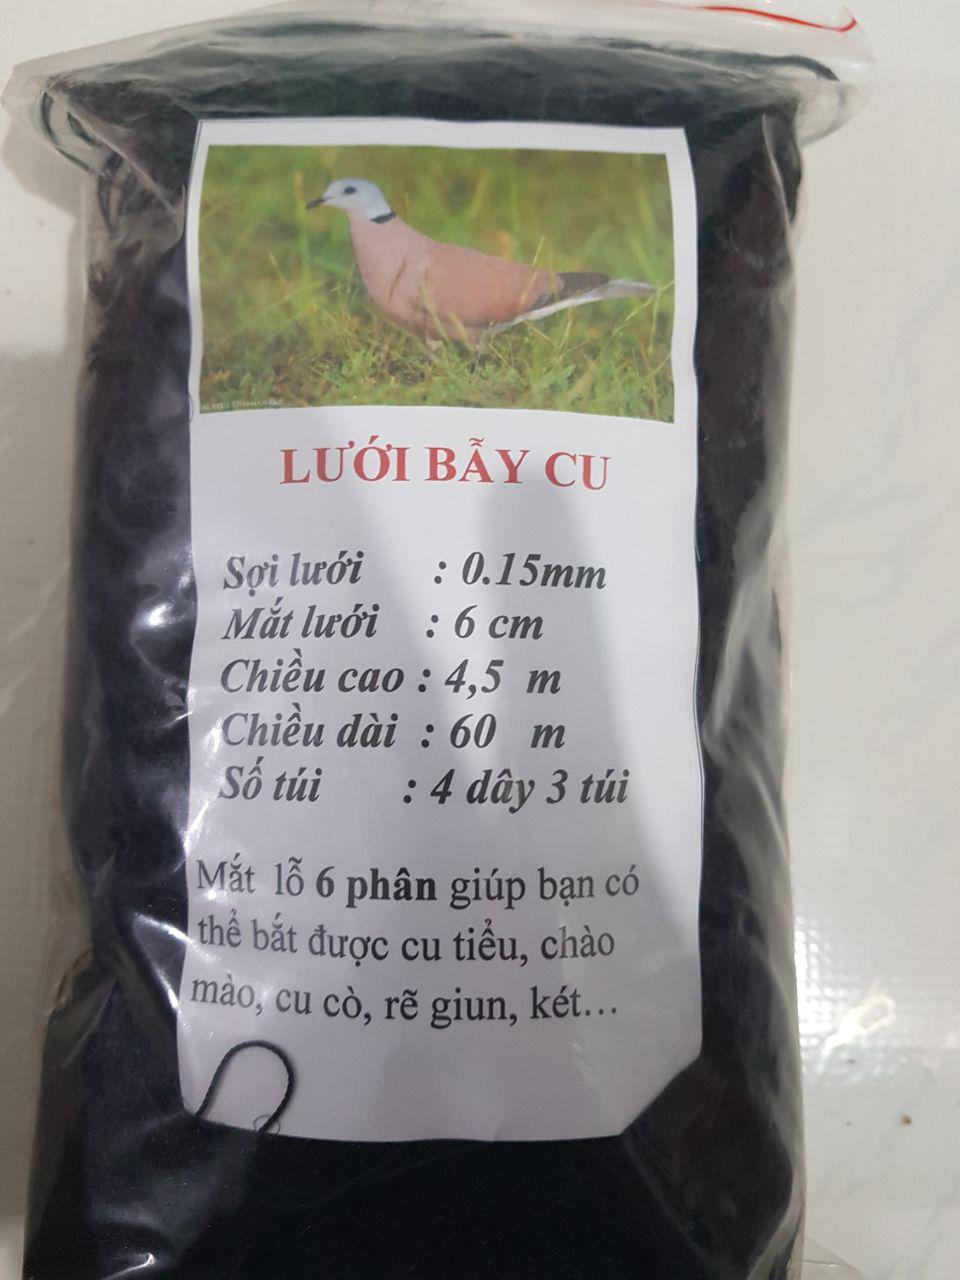 LƯỚI BẪY CU
Sợi lưới : 0.15mm
Mắt lưới : 6 cm
Chiều cao : 4,5 m
Chiều dài : 60 m
Số túi : 4 dây 3 túi
Mắt lỗ 6 phân giúp bạn có
thể bắt được cu tiểu, chào
mào, cu cò, rẽ giun, két...